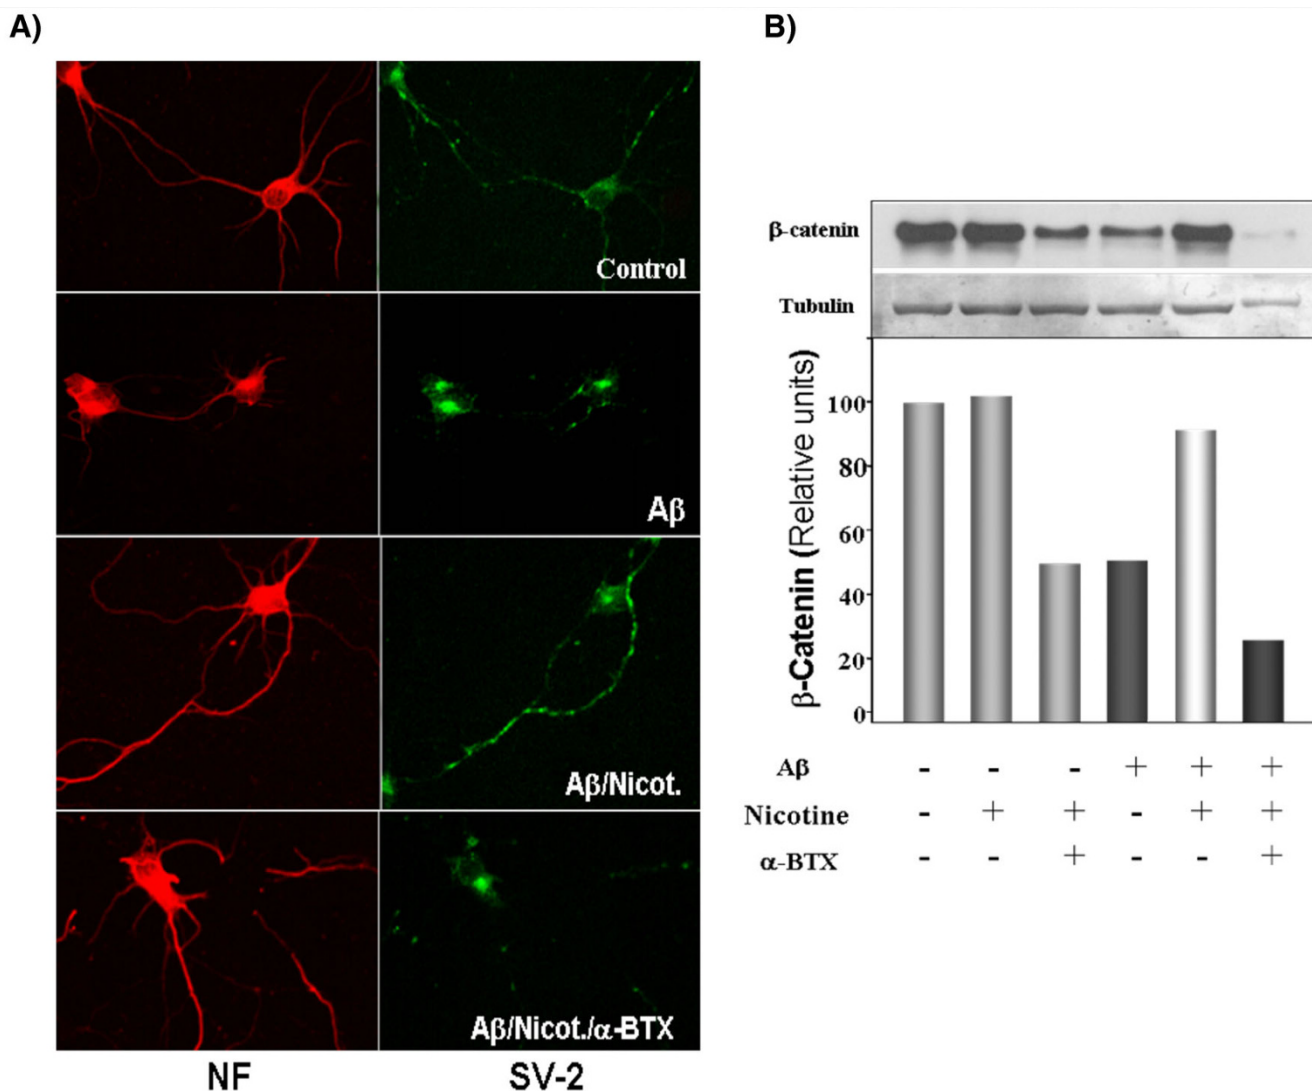 A)
B)
Control
Aβ
Aβ/Nicot.
Aβ/Nicot./α-BTX
NF SV-2
β-catenin
Tubulin
β-Catenin (Relative units)
100
80
60
40
20
0
Aβ - - - + + +
Nicotine - + + - + +
α-BTX - - + - - +